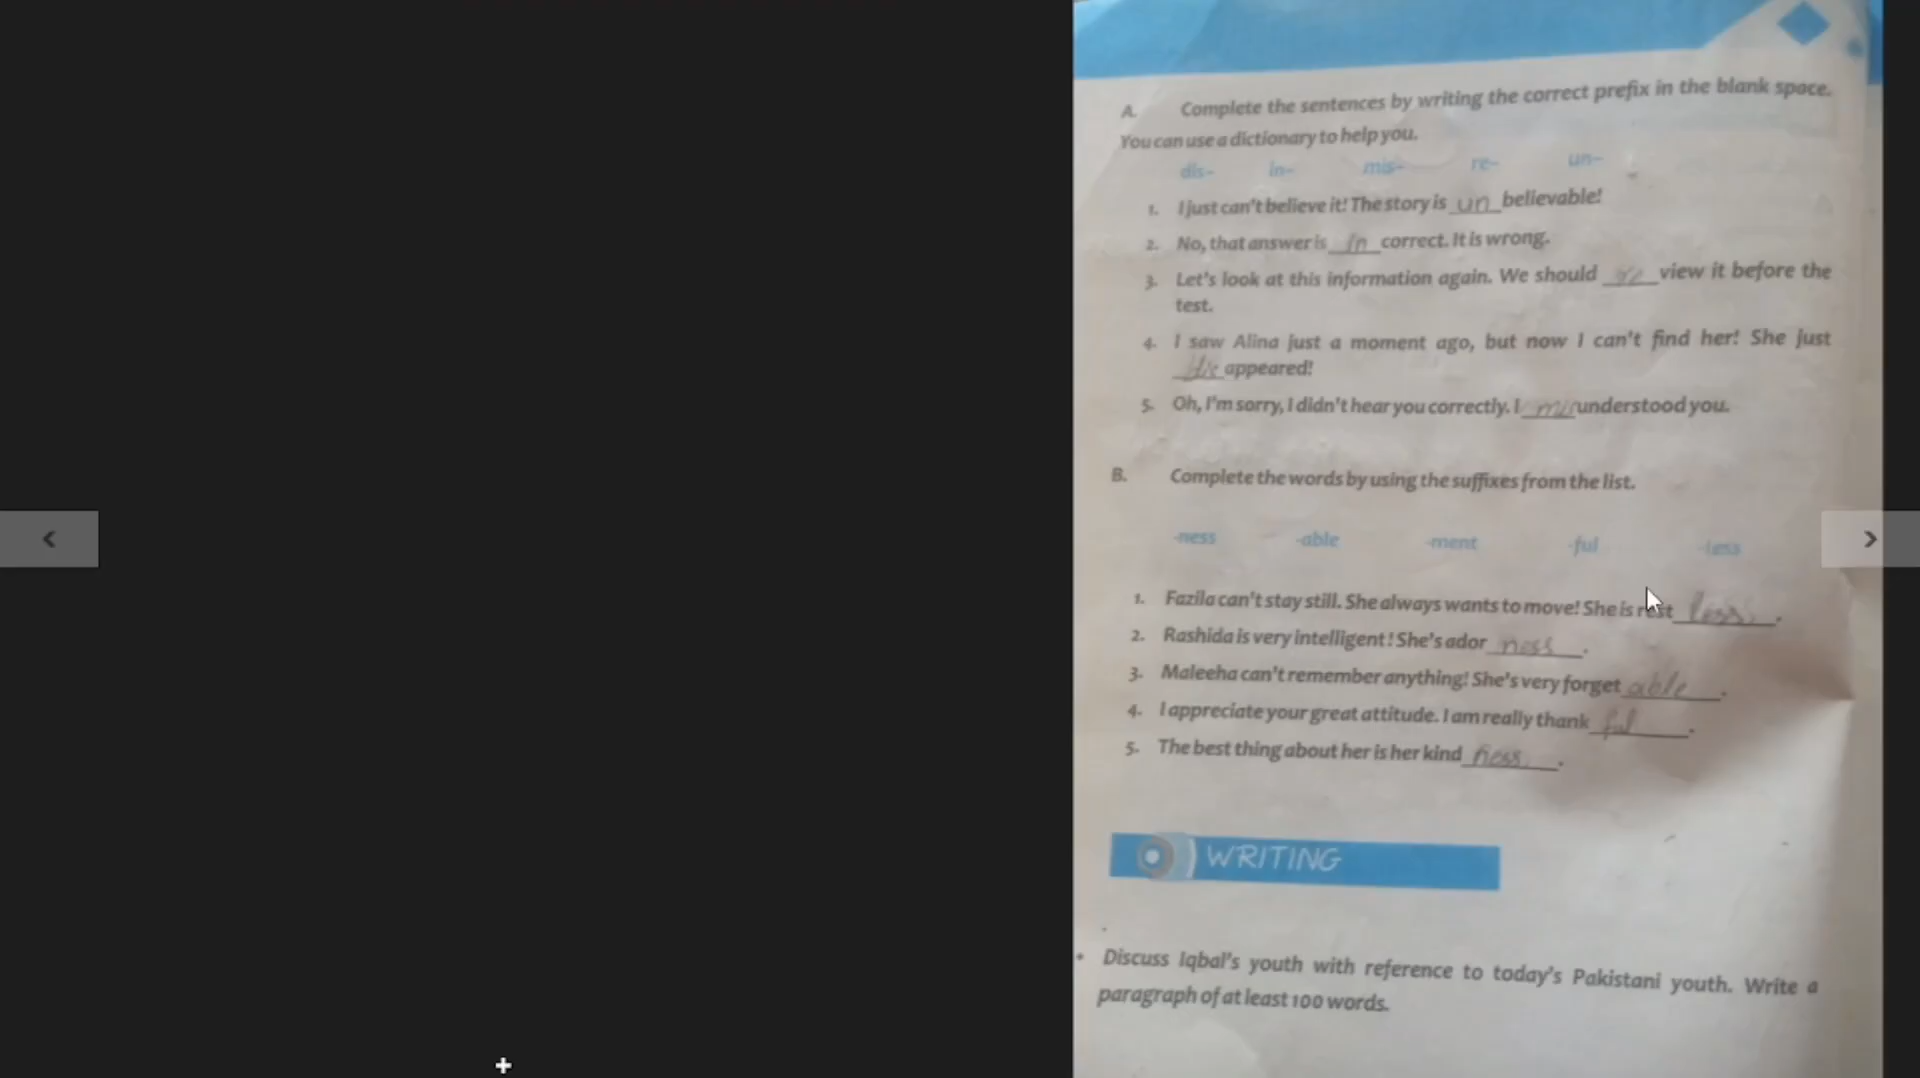 A. Complete the sentences by writing the correct prefix in the blank space.
You can use a dictionary to help you.
dis- in- mis- re- un-
1. I just can't believe it! The story is un believable!
2. No, that answer is in correct. It is wrong.
3. Let's look at this information again. We should re view it before the
test.
4. I saw Alina just a moment ago, but now I can't find her! She just
dis appeared!
5. Oh, I'm sorry, I didn't hear you correctly. I mis understood you.
B. Complete the words by using the suffixes from the list.
-ness -able -ment -ful -less
1. Fazila can't stay still. She always wants to move! She is rest less.
2. Rashida is very intelligent! She's ador ness.
3. Maleeha can't remember anything! She's very forget able.
4. I appreciate your great attitude. I am really thank ful.
5. The best thing about her is her kind ness.
WRITING
• Discuss Iqbal's youth with reference to today's Pakistani youth. Write a
paragraph of at least 100 words.